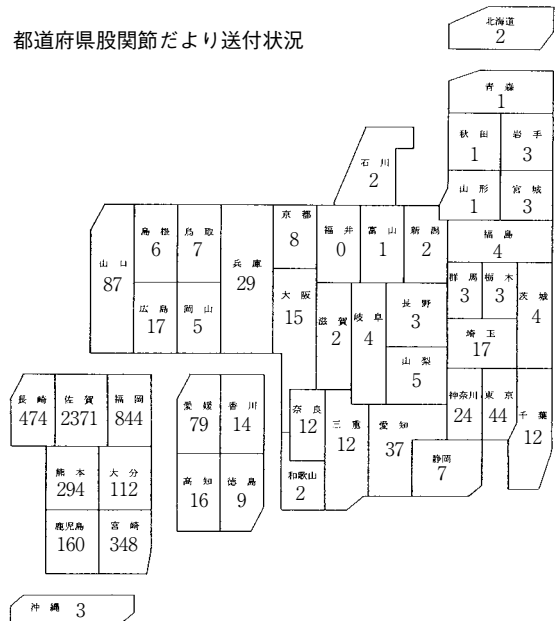 都道府県股関節だより送付状況
北海道
2
青森
1
秋田
1
岩手
3
石川
2
山形
1
宮城
3
京都
8
福井
0
富山
1
新潟
2
福島
4
山口
87
島根
6
鳥取
7
兵庫
29
群馬
3
栃木
3
茨城
4
広島
17
岡山
5
大阪
15
滋賀
2
岐阜
4
長野
3
埼玉
17
山梨
5
長崎
474
佐賀
2371
福岡
844
愛媛
79
香川
14
奈良
12
三重
12
愛知
37
神奈川
24
東京
44
千葉
12
熊本
294
大分
112
高知
16
徳島
9
和歌山
2
静岡
7
鹿児島
160
宮崎
348
沖縄 3